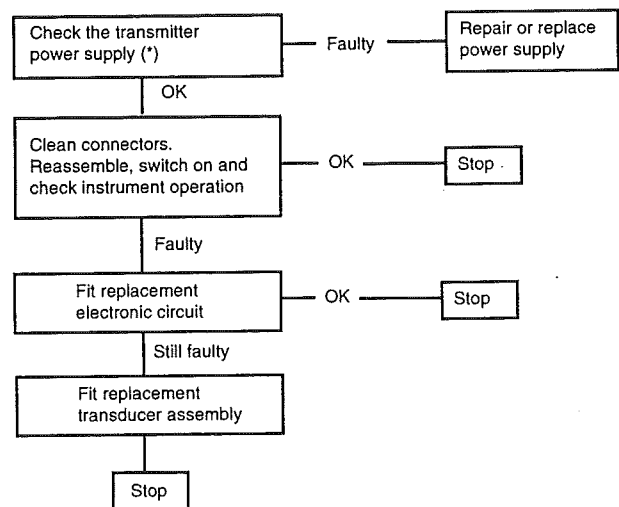 Check the transmitter
power supply (*)
Faulty
Repair or replace
power supply
OK
Clean connectors.
Reassemble, switch on and
check instrument operation
OK
Stop
Faulty
Fit replacement
electronic circuit
OK
Stop
Still faulty
Fit replacement
transducer assembly
Stop